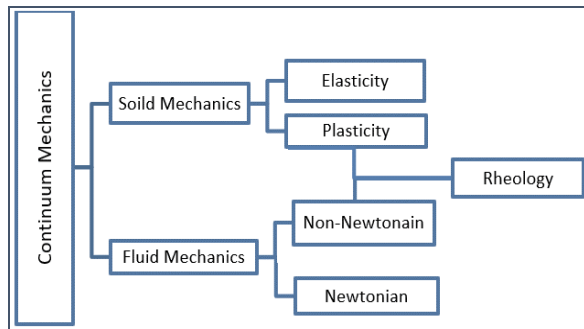 Continuum Mechanics
Soild Mechanics
Elasticity
Plasticity
Rheology
Fluid Mechanics
Non-Newtonain
Newtonian